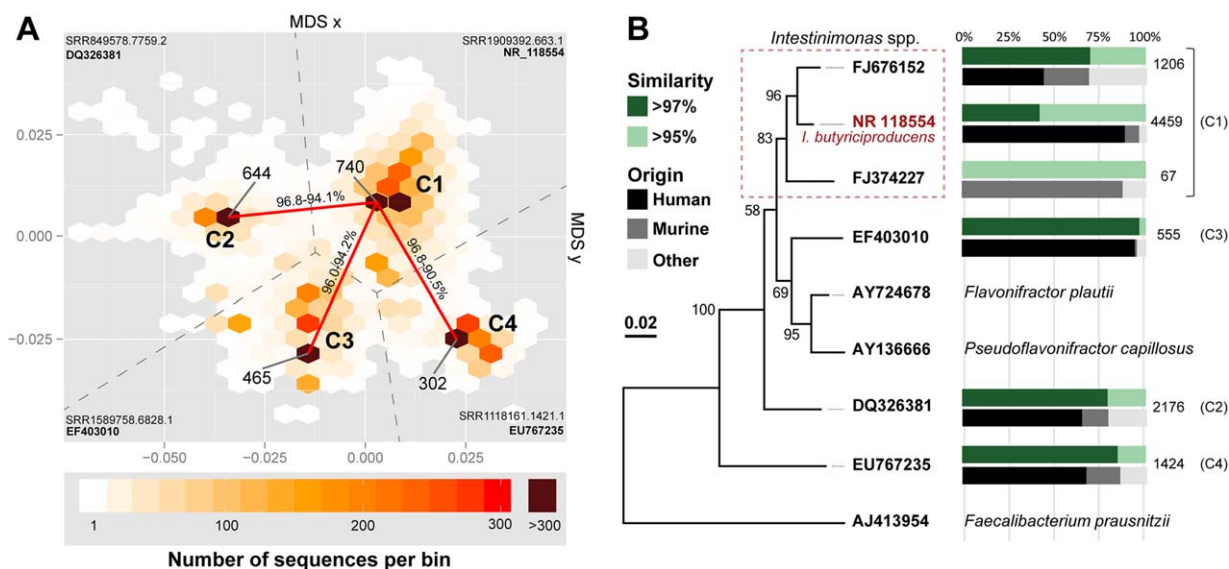 A
MDS x
SRR849578.7759.2
DQ326381
SRR1909392.663.1
NR_118554
0.025
0.000
−0.025
644
740
C1
C2
96.8-94.1%
96.0-94.2%
96.8-90.5%
C3
C4
465
302
MDS y
SRR1589758.6828.1
EF403010
SRR1118161.1421.1
EU767235
−0.050
−0.025
0.000
0.025
1
100
200
300
>300
Number of sequences per bin
B
Similarity
>97%
>95%
Origin
Human
Murine
Other
0.02
Intestinimonas spp.
0% 25% 50% 75% 100%
FJ676152
1206
96
NR 118554
I. butyriciproducens
4459
(C1)
83
FJ374227
67
58
EF403010
555
(C3)
69
AY724678
Flavonifractor plautii
100
95
AY136666
Pseudoflavonifractor capillosus
DQ326381
2176
(C2)
EU767235
1424
(C4)
AJ413954
Faecalibacterium prausnitzii